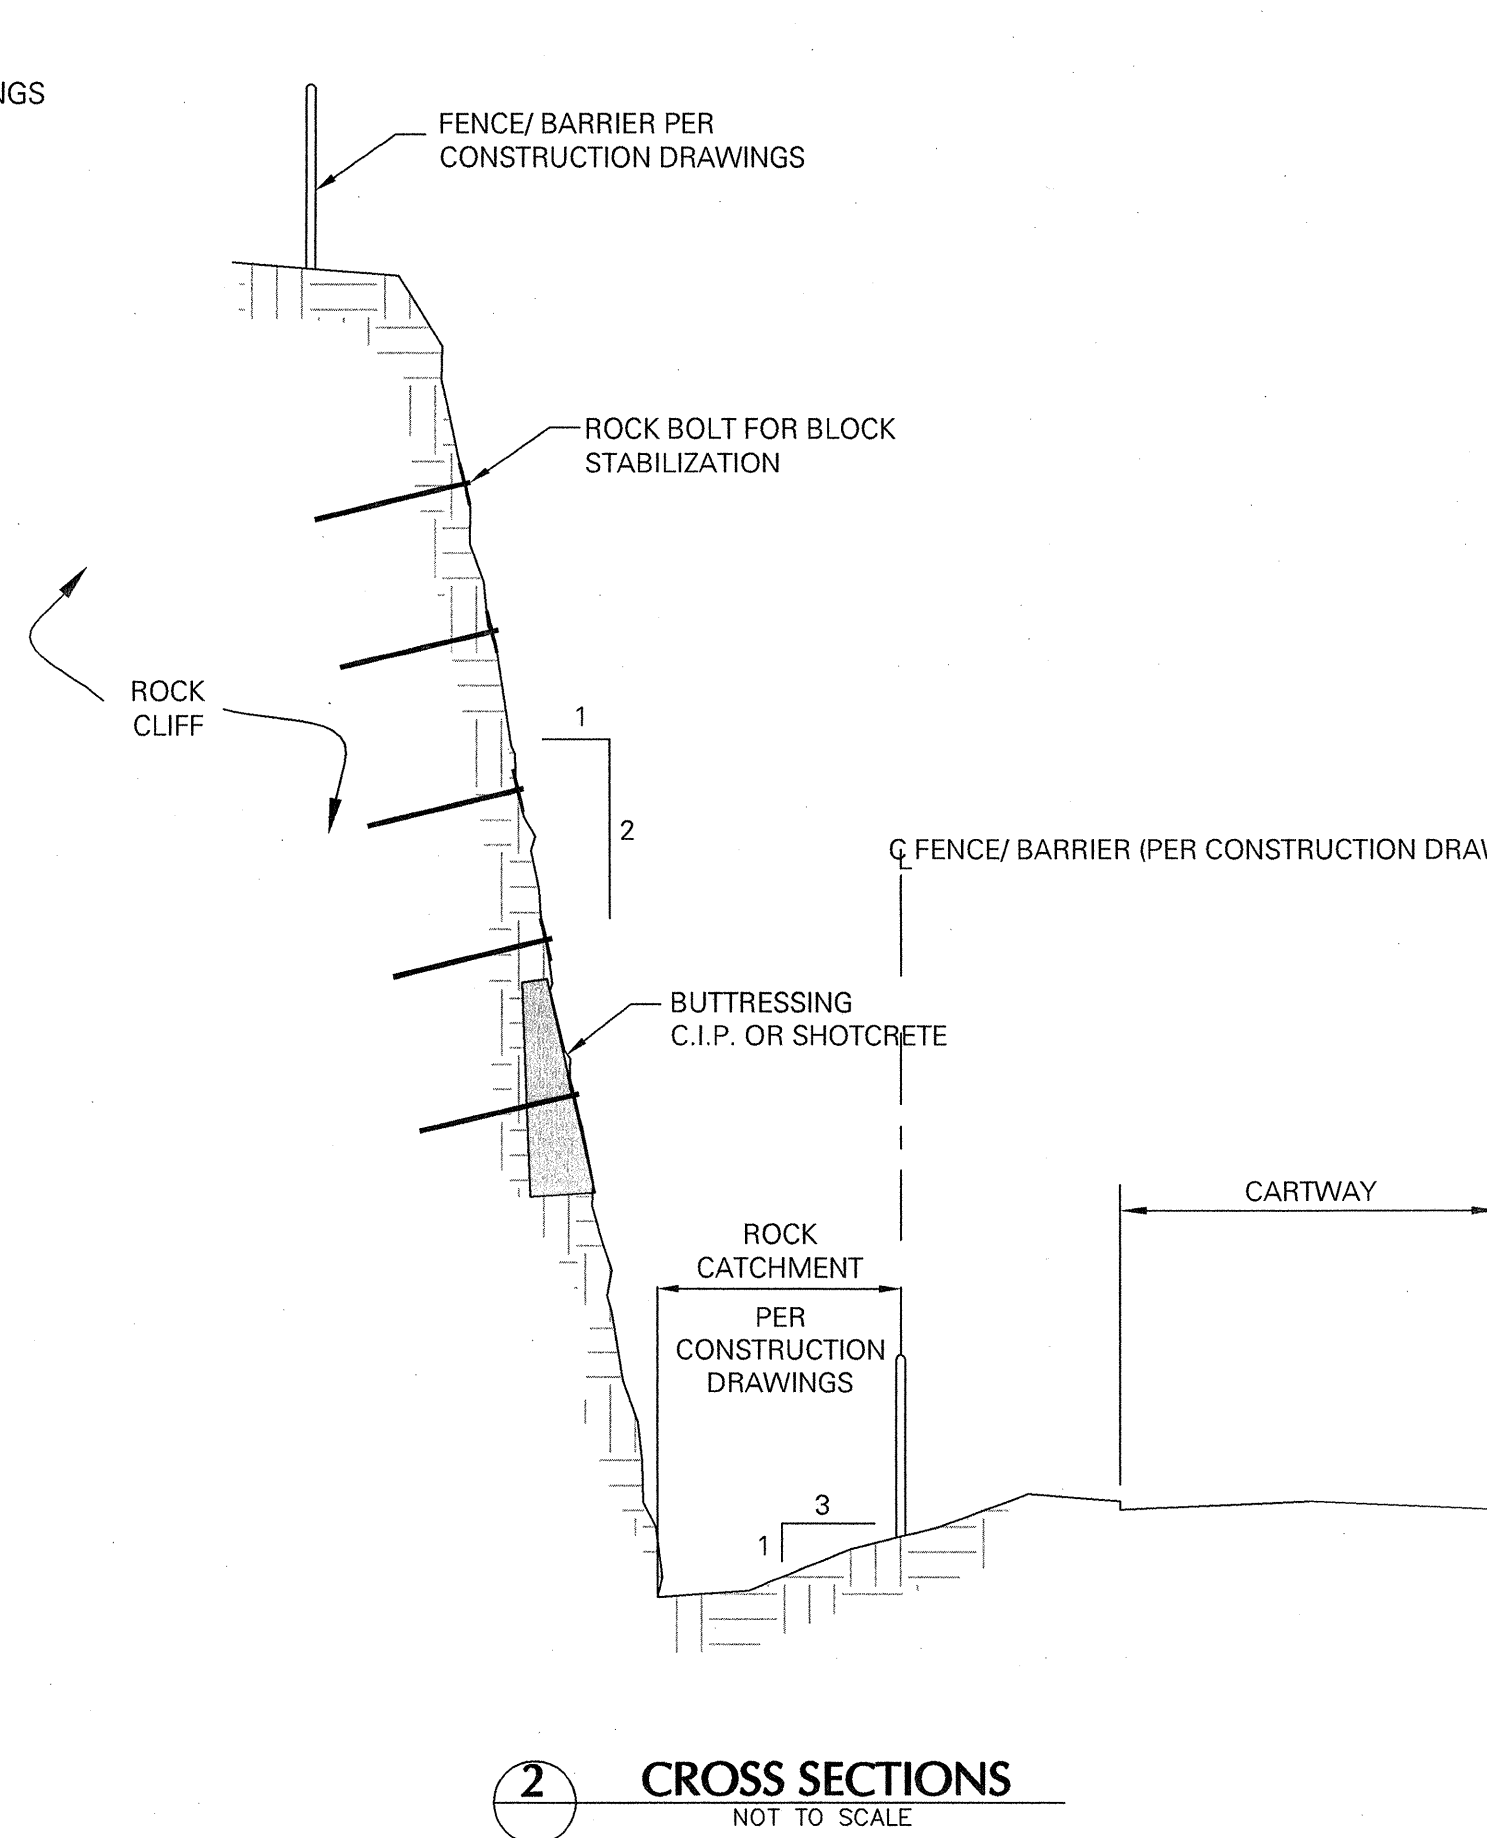 NGS
FENCE/ BARRIER PER
CONSTRUCTION DRAWINGS
ROCK BOLT FOR BLOCK
STABILIZATION
ROCK
CLIFF
1
2
℄ FENCE/ BARRIER (PER CONSTRUCTION DRAW
BUTTRESSING
C.I.P. OR SHOTCRETE
CARTWAY
ROCK
CATCHMENT
PER
CONSTRUCTION
DRAWINGS
3
1
2 CROSS SECTIONS
NOT TO SCALE